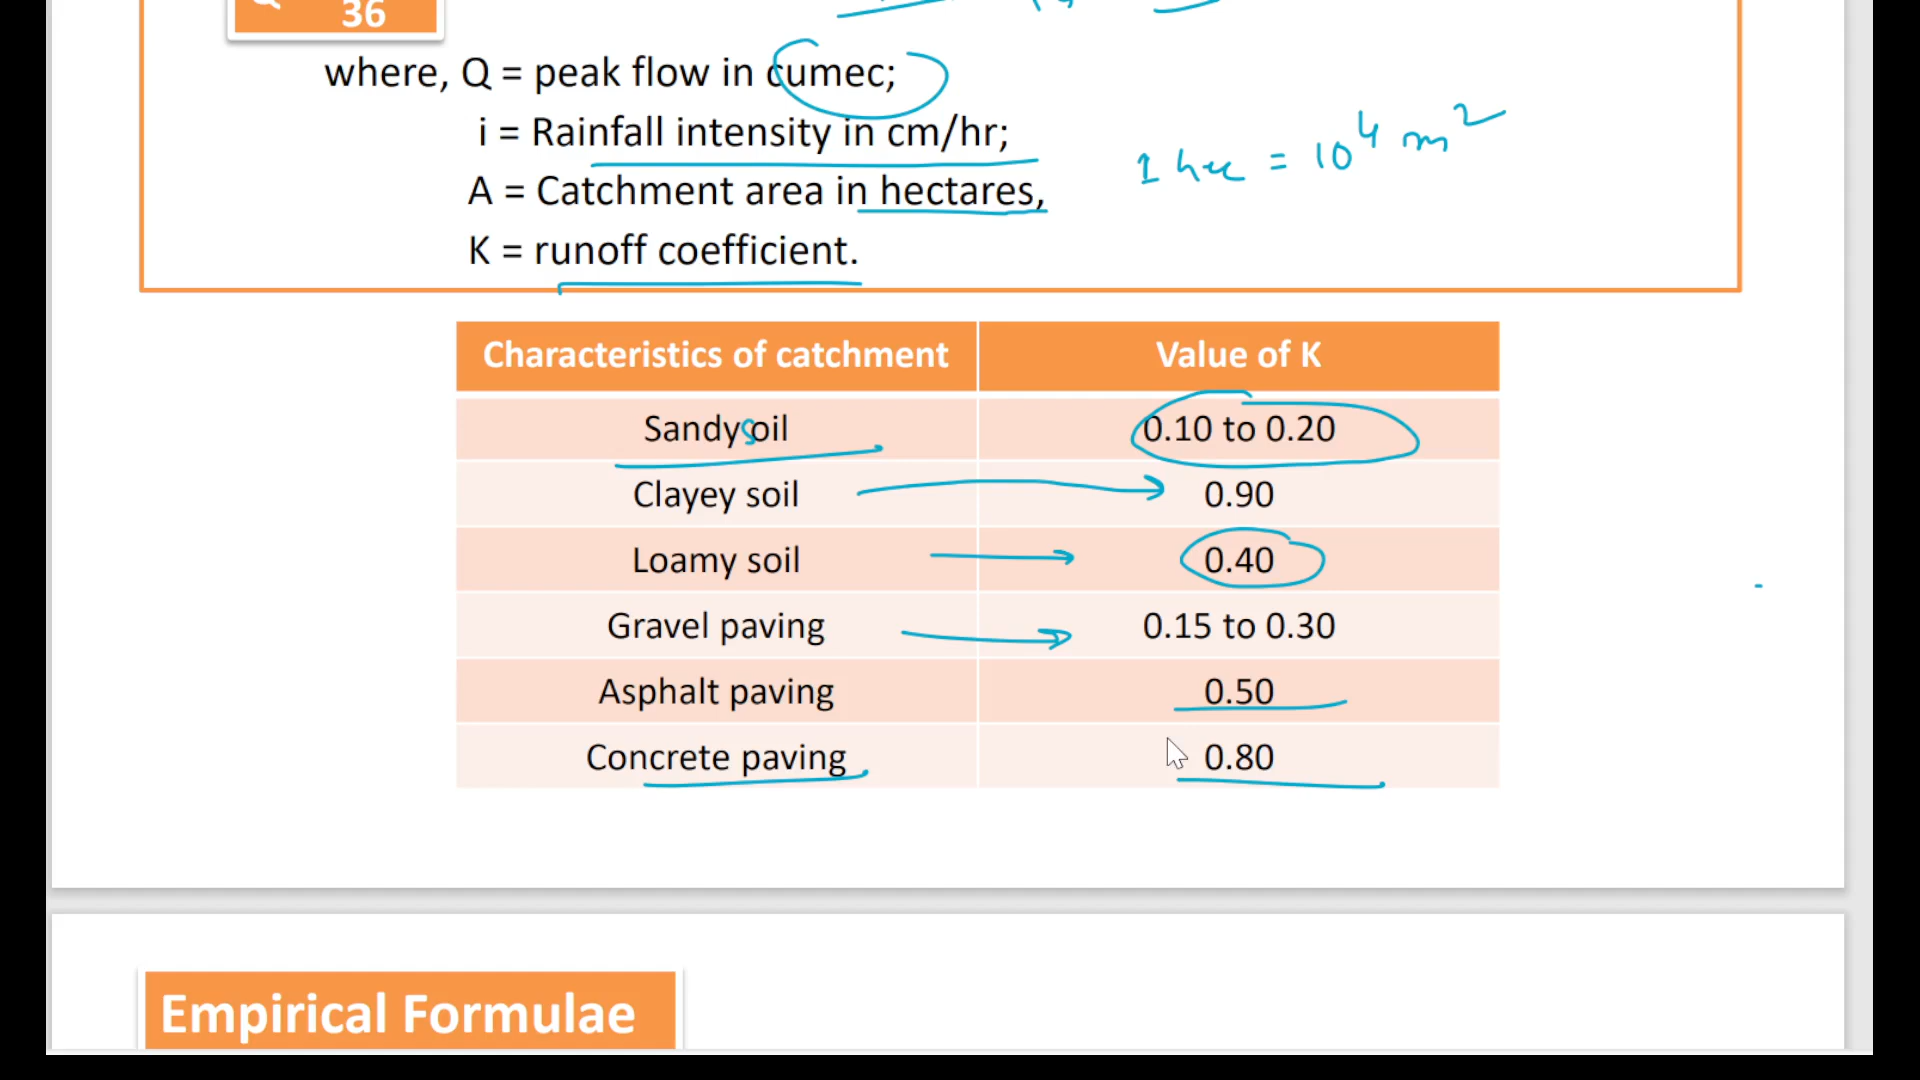 36
where, Q = peak flow in cumec;
i = Rainfall intensity in cm/hr;
A = Catchment area in hectares,
K = runoff coefficient.
1 hec = 10⁴ m²
Characteristics of catchment Value of K
Sandy soil 0.10 to 0.20
Clayey soil 0.90
Loamy soil 0.40
Gravel paving 0.15 to 0.30
Asphalt paving 0.50
Concrete paving 0.80
Empirical Formulae